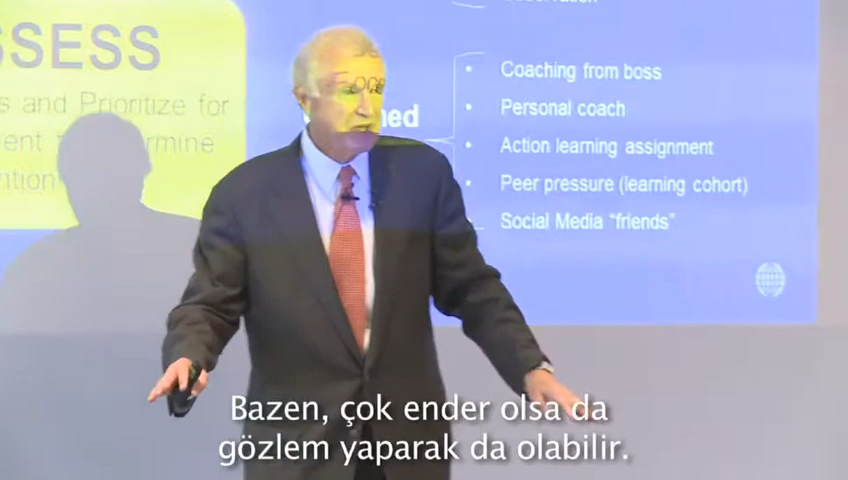 SSESS
s and Prioritize for
Coaching from boss
Personal coach
Action learning assignment
Peer pressure (learning cohort)
Social Media “friends”
Bazen, çok ender olsa da
gözlem yaparak da olabilir.